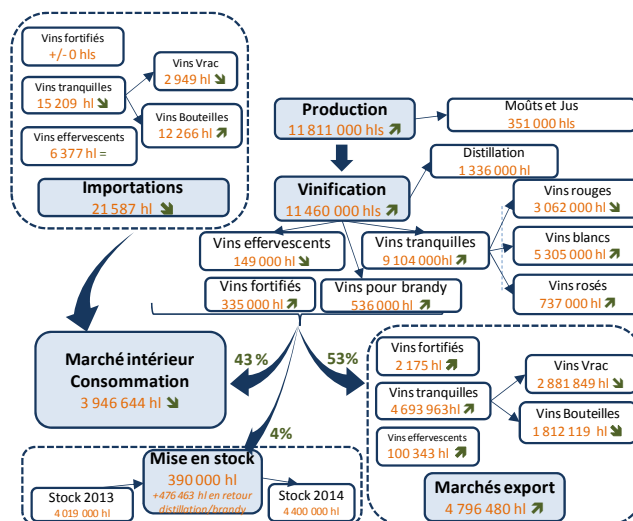 Vins fortifiés
+/- 0 hls
Vins tranquilles
15 209 hl
Vins effervescents
6 377 hl =
Vins Vrac
2 949 hl
Vins Bouteilles
12 266 hl
Importations
21 587 hl
Production
11 811 000 hls
Moûts et Jus
351 000 hls
Distillation
1 336 000 hl
Vinification
11 460 000 hls
Vins effervescents
149 000 hl
Vins tranquilles
9 104 000hl
Vins rouges
3 062 000 hl
Vins blancs
5 305 000 hl
Vins rosés
737 000 hl
Vins fortifiés
335 000 hl
Vins pour brandy
536 000 hl
Marché intérieur
Consommation
3 946 644 hl
43 %
53%
4%
Mise en stock
390 000 hl
+476 463 hl en retour
distillation/brandy
Stock 2013
4 019 000 hl
Stock 2014
4 400 000 hl
Vins fortifiés
2 175 hl
Vins tranquilles
4 693 963hl
Vins effervescents
100 343 hl
Vins Vrac
2 881 849 hl
Vins Bouteilles
1 812 119 hl
Marchés export
4 796 480 hl